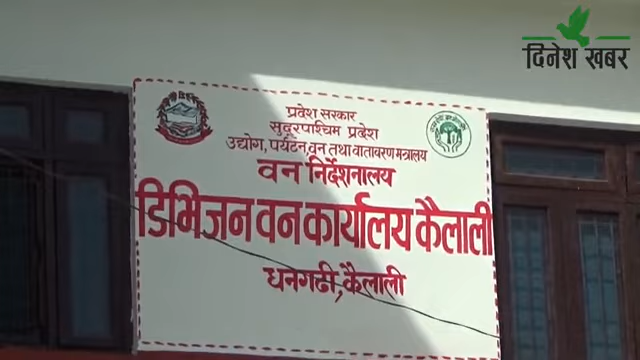 दिनेश खबर
प्रदेश सरकार
सुदूरपाश्चिम प्रदेश
उद्योग, पर्यटन, वन तथा वातावरण मन्त्रालय
वन निर्देशनालय
डिभिजन वन कार्यालय कैलाली
धनगढी, कैलाली